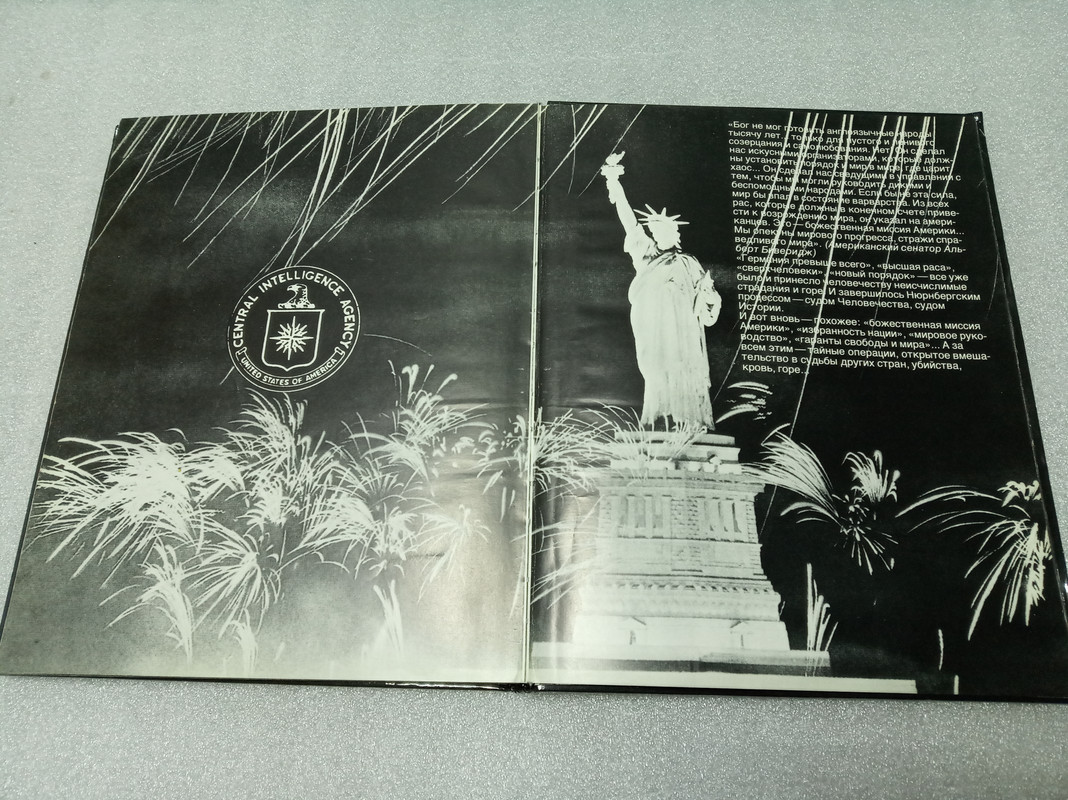 CENTRAL INTELLIGENCE AGENCY
UNITED STATES OF AMERICA
«Бог не мог готовить англоязычные народы
тысячу лет... только для пустого и ленивого
созерцания и самолюбования. Нет! Он сделал
нас искусными организаторами, которые долж-
ны установить порядок и мир в мире, где царит
хаос... Он сделал нас сведущими в управлении с
тем, чтобы мы могли руководить дикими и
беспомощными народами. Если бы не эта сила,
мир бы впал в состояние варварства. Из всех
рас, которые должны в конечном счете приве-
сти к возрождению мира, он указал на амери-
канцев. Это — божественная миссия Америки...
Мы опекуны мирового прогресса, стражи спра-
ведливого мира». (Американский сенатор Аль-
берт Беверидж)
«Германия превыше всего», «высшая раса»,
«сверхчеловеки», «новый порядок» — все уже
было и принесло человечеству неисчислимые
страдания и горе. И завершилось Нюрнбергским
процессом — судом Человечества, судом
Истории.
И вот вновь — похожее: «божественная миссия
Америки», «избранность нации», «мировое руко-
водство», «гаранты свободы и мира»... А за
всем этим — тайные операции, открытое вмеша-
тельство в судьбы других стран, убийства,
кровь, горе...